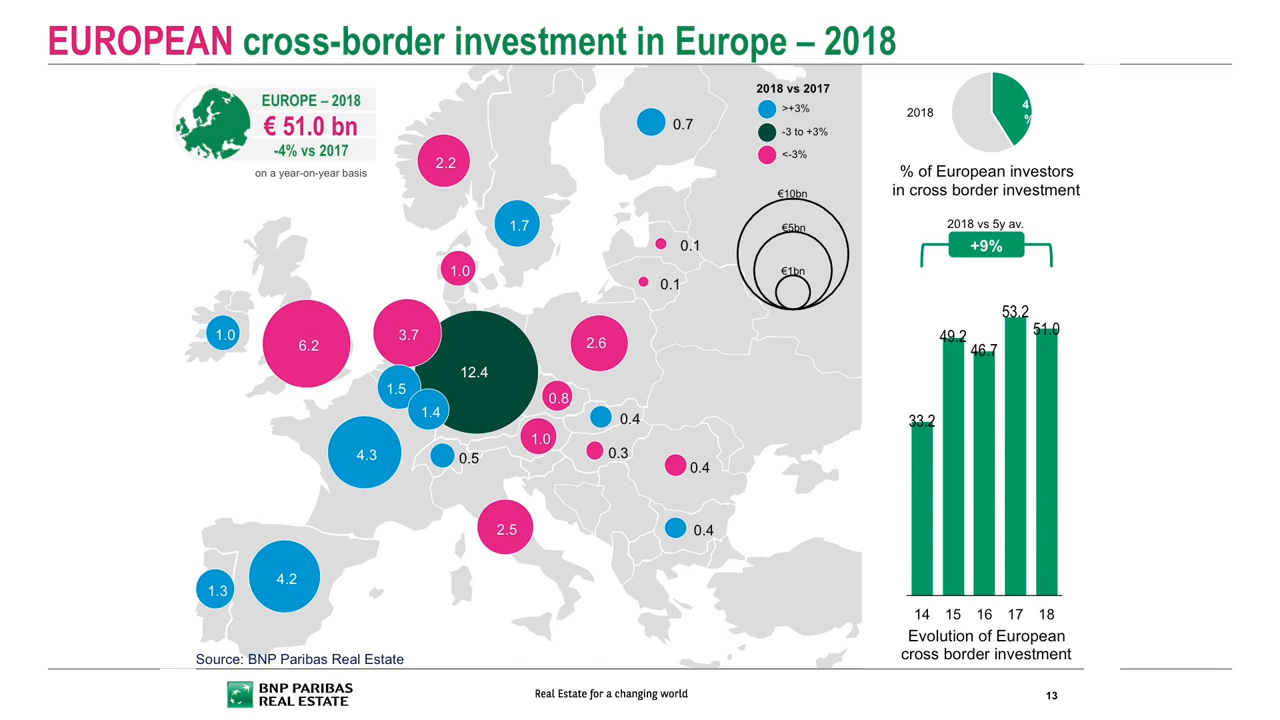 EUROPEAN cross-border investment in Europe – 2018
EUROPE – 2018
€ 51.0 bn
-4% vs 2017
on a year-on-year basis
2018 vs 2017
>+3%
-3 to +3%
<-3%
€10bn
€5bn
€1bn
0.7
2.2
1.7
0.1
1.0
0.1
1.0
6.2
3.7
2.6
12.4
1.5
1.4
0.8
0.4
1.0
4.3
0.5
0.3
0.4
2.5
0.4
4.2
1.3
2018
4
%
% of European investors
in cross border investment
2018 vs 5y av.
+9%
33.2
49.2
46.7
53.2
51.0
14 15 16 17 18
Evolution of European
cross border investment
Source: BNP Paribas Real Estate
BNP PARIBAS
REAL ESTATE
Real Estate for a changing world
13